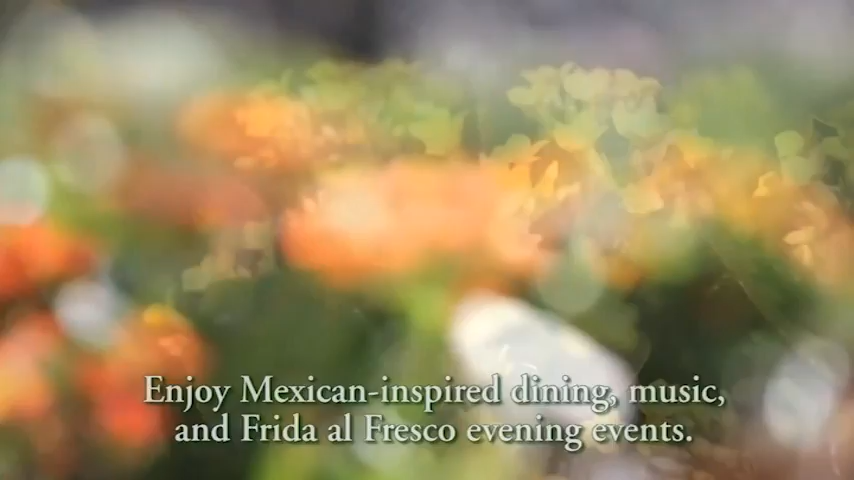 Enjoy Mexican-inspired dining, music,
and Frida al Fresco evening events.